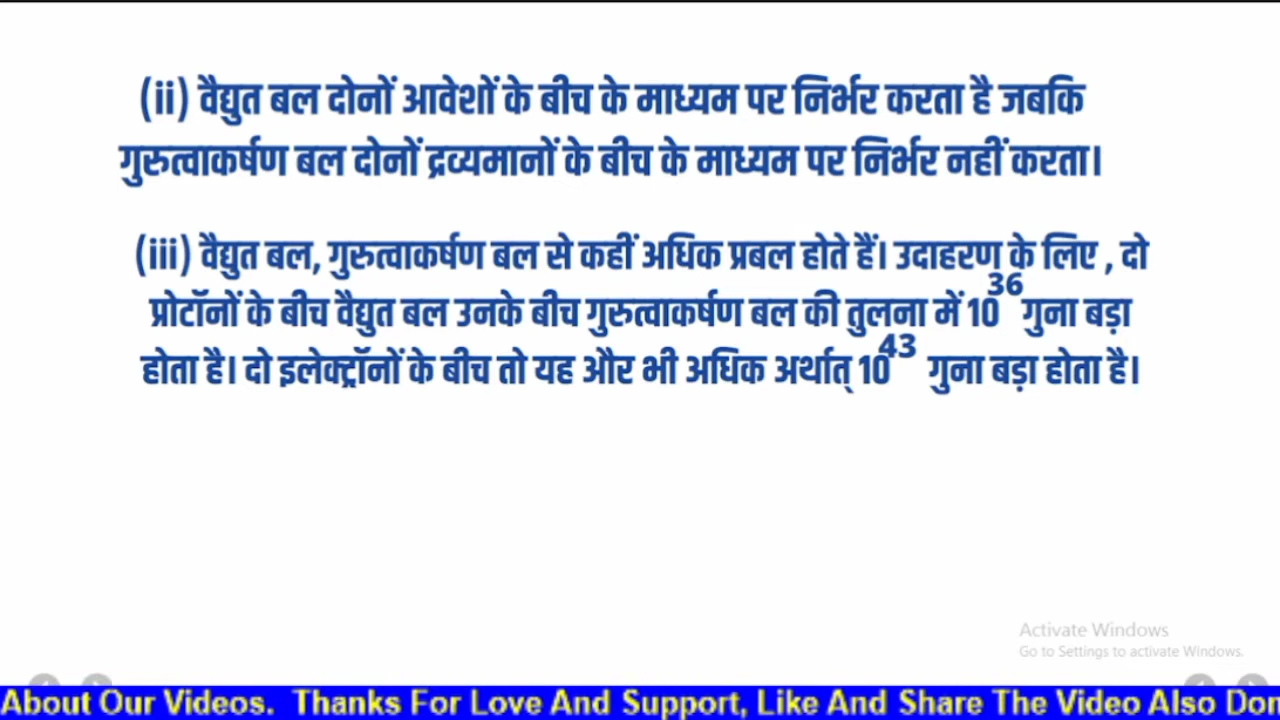 (ii) वैद्युत बल दोनों आवेशों के बीच के माध्यम पर निर्भर करता है जबकि
गुरुत्वाकर्षण बल दोनों द्रव्यमानों के बीच के माध्यम पर निर्भर नहीं करता।
(iii) वैद्युत बल, गुरुत्वाकर्षण बल से कहीं अधिक प्रबल होते हैं। उदाहरण के लिए , दो
प्रोटॉनों के बीच वैद्युत बल उनके बीच गुरुत्वाकर्षण बल की तुलना में 10³⁶ गुना बड़ा
होता है। दो इलेक्ट्रॉनों के बीच तो यह और भी अधिक अर्थात् 10⁴³ गुना बड़ा होता है।
Activate Windows
Go to Settings to activate Windows.
About Our Videos. Thanks For Love And Support, Like And Share The Video Also